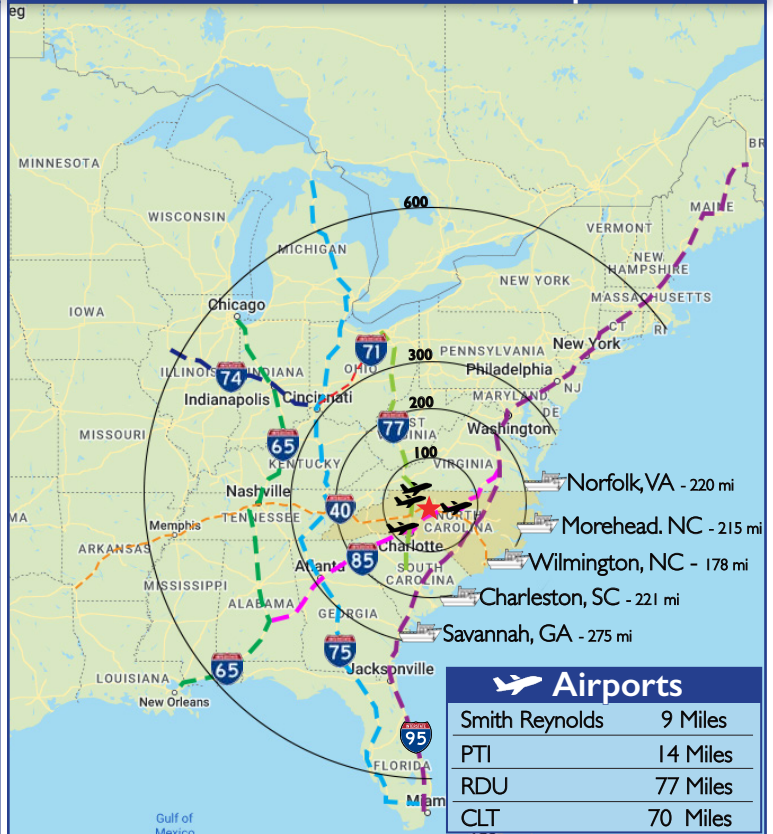 eg
BR
MINNESOTA
MAINE
600
WISCONSIN
VERMONT
MICHIGAN
NEW
HAMPSHIRE
NEW YORK
MASSACHUSETTS
Chicago
IOWA
CT
RI
New York
71
300
PENNSYLVANIA
ILLINOIS
74
INDIANA
OHIO
Philadelphia
NJ
Indianapolis
Cincinnati
MARYLAND
200
DE
77
ST
INIA
Washington
MISSOURI
65
100
KENTUCKY
VIRGINIA
Norfolk, VA - 220 mi
Nashville
40
MA
TENNESSEE
NORTH
CAROLINA
Memphis
Morehead. NC - 215 mi
ARKANSAS
Charlotte
85
Wilmington, NC - 178 mi
Atlanta
SOUTH
CAROLINA
MISSISSIPPI
ALABAMA
GEORGIA
Charleston, SC - 221 mi
Savannah, GA - 275 mi
75
65
Jacksonville
LOUISIANA
New Orleans
Airports
Smith Reynolds 9 Miles
95
PTI 14 Miles
FLORIDA
RDU 77 Miles
Miam
CLT 70 Miles
Gulf of
Mexico